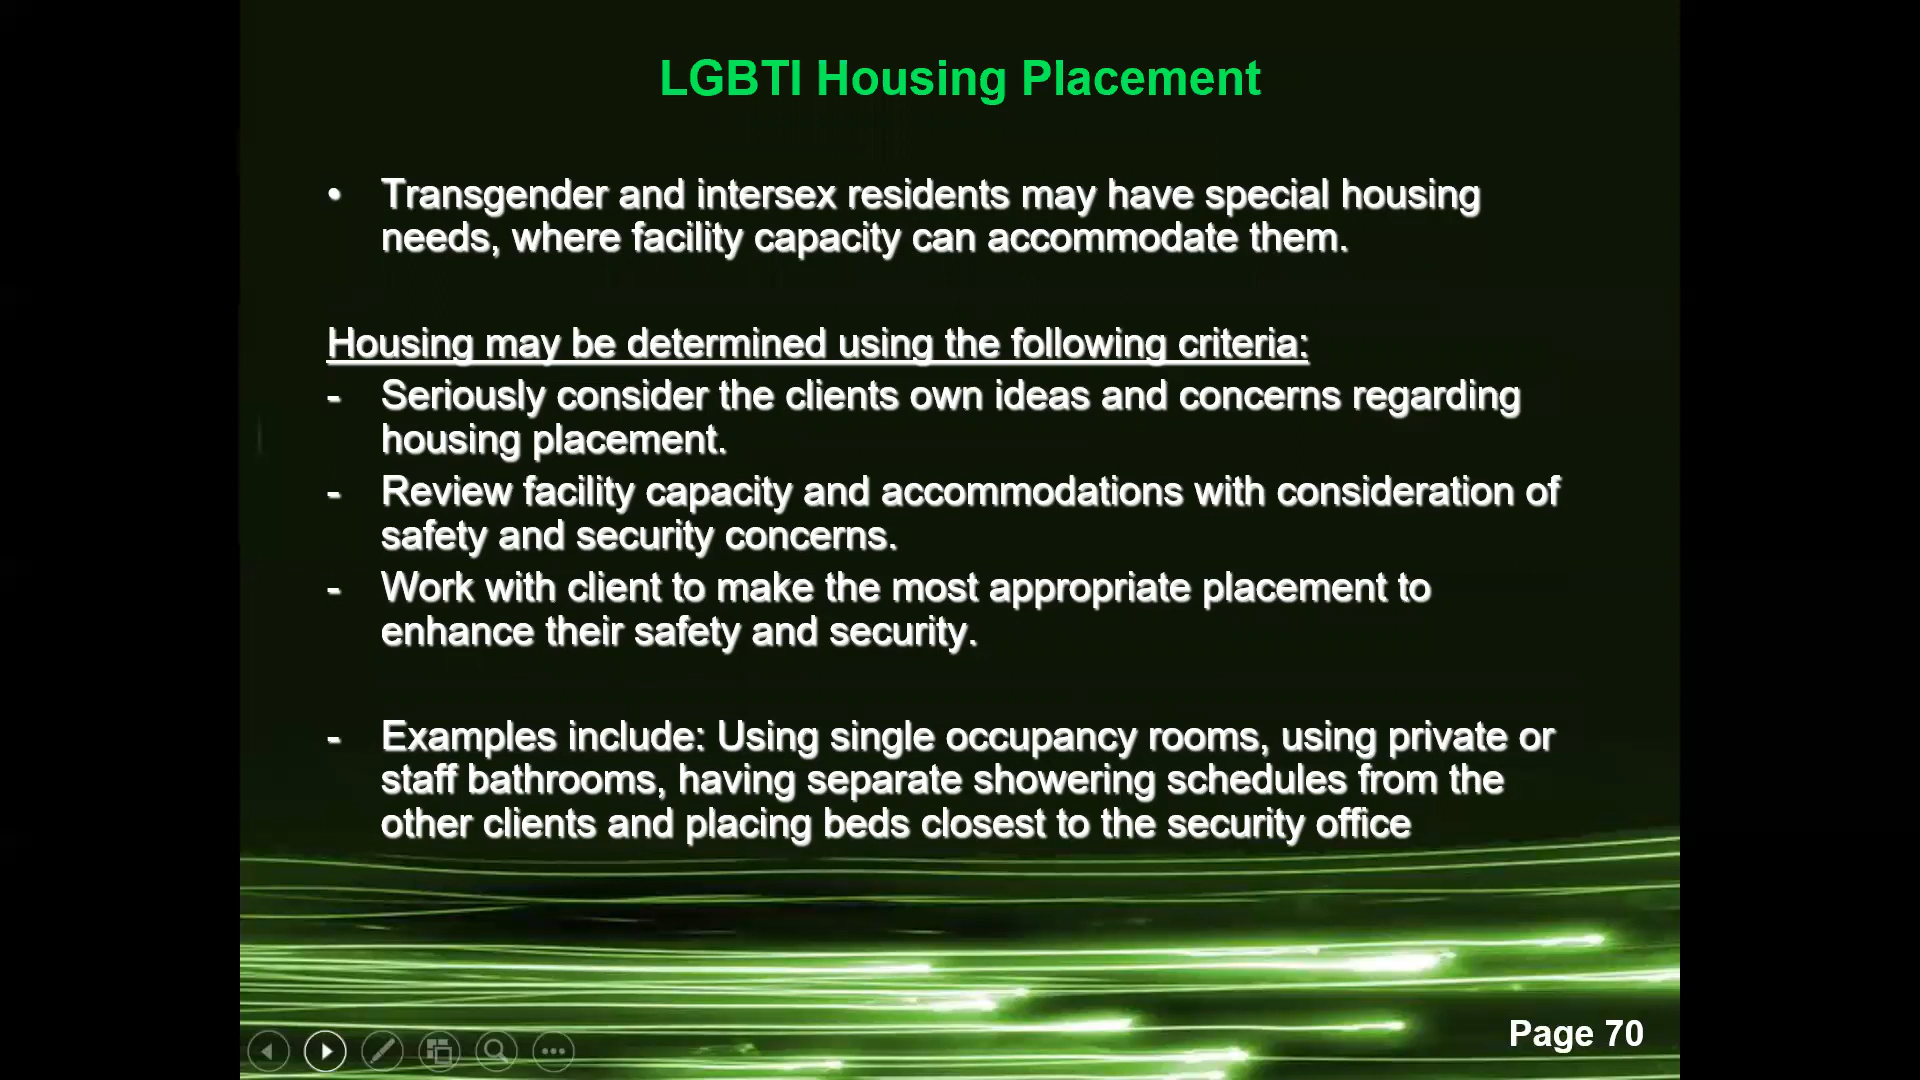 LGBTI Housing Placement
• Transgender and intersex residents may have special housing
needs, where facility capacity can accommodate them.
Housing may be determined using the following criteria:
- Seriously consider the clients own ideas and concerns regarding
housing placement.
- Review facility capacity and accommodations with consideration of
safety and security concerns.
- Work with client to make the most appropriate placement to
enhance their safety and security.
- Examples include: Using single occupancy rooms, using private or
staff bathrooms, having separate showering schedules from the
other clients and placing beds closest to the security office
Page 70